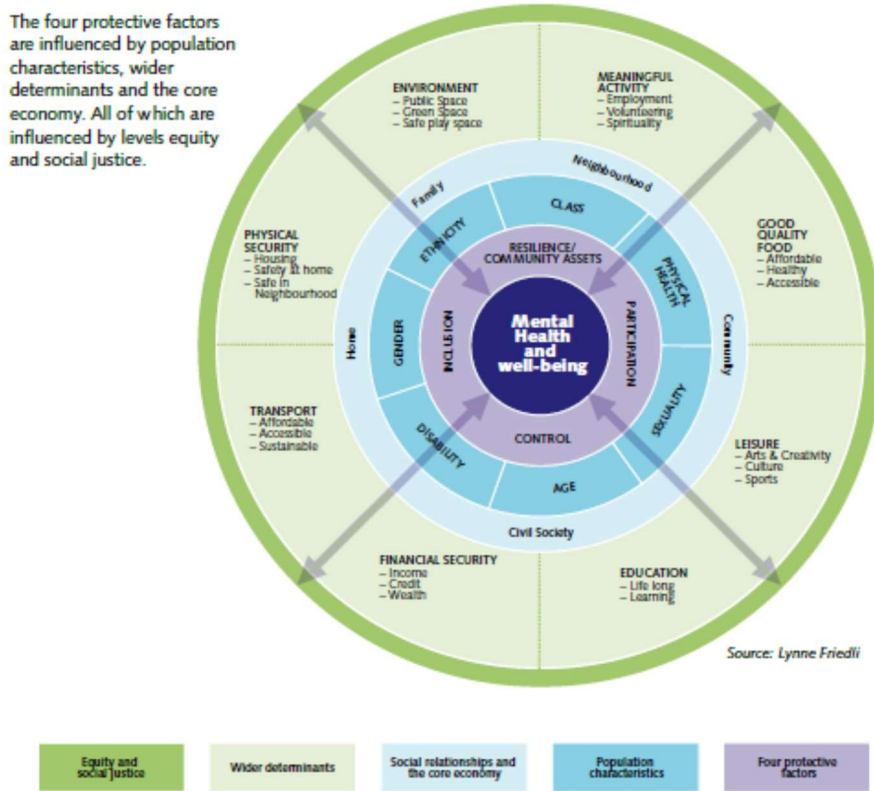 The four protective factors
are influenced by population
characteristics, wider
determinants and the core
economy. All of which are
influenced by levels equity
and social justice.
ENVIRONMENT
– Public Space
– Green Space
– Safe play space
MEANINGFUL
ACTIVITY
– Employment
– Volunteering
– Spirituality
PHYSICAL
SECURITY
– Housing
– Safety at home
– Safe in
Neighbourhood
GOOD
QUALITY
FOOD
– Affordable
– Healthy
– Accessible
TRANSPORT
– Affordable
– Accessible
– Sustainable
LEISURE
– Arts & Creativity
– Culture
– Sports
FINANCIAL SECURITY
– Income
– Credit
– Wealth
EDUCATION
– Life long
– Learning
Family
Neighbourhood
Home
Community
Civil Society
ETHNICITY
CLASS
PHYSICAL
HEALTH
GENDER
SEXUALITY
DISABILITY
AGE
RESILIENCE/
COMMUNITY ASSETS
INCLUSION
PARTICIPATION
CONTROL
Mental
Health
and
well-being
Source: Lynne Friedli
Equity and
social justice
Wider determinants
Social relationships and
the core economy
Population
characteristics
Four protective
factors